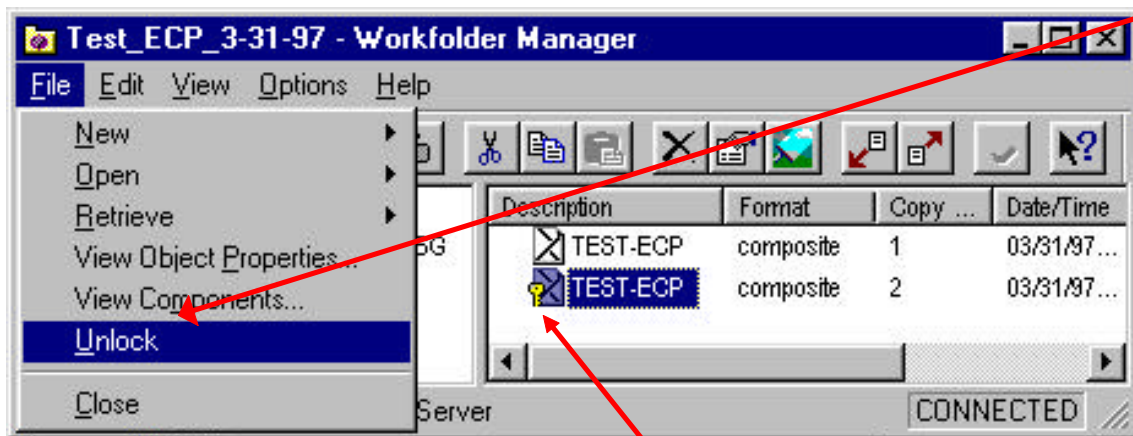 Test_ECP_3-31-97 - Workfolder Manager
File Edit View Options Help
New
Open
Retrieve
View Object Properties...
View Components...
Unlock
Close
Description Format Copy ... Date/Time
TEST-ECP composite 1 03/31/97...
TEST-ECP composite 2 03/31/97...
Server CONNECTED